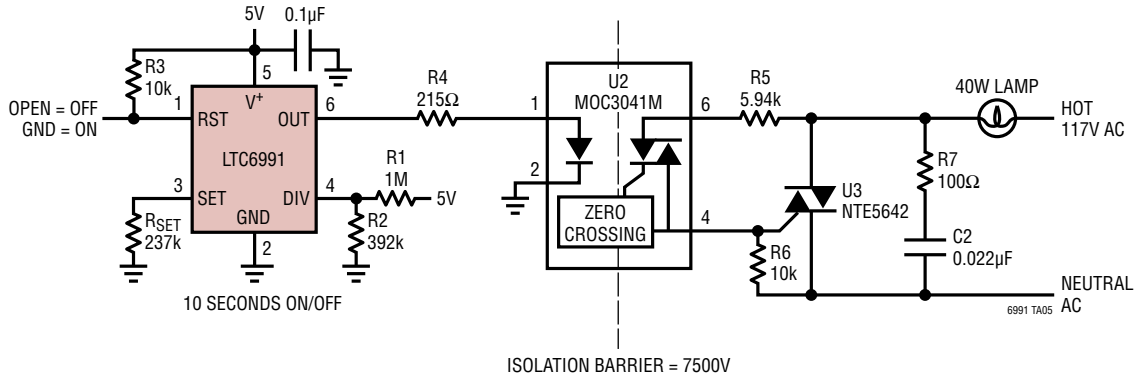 5V
0.1µF
R3
10k
OPEN = OFF
GND = ON
1
RST
5
V+
OUT
6
LTC6991
3
SET
DIV
4
GND
2
RSET
237k
R1
1M
5V
R2
392k
10 SECONDS ON/OFF
R4
215Ω
U2
MOC3041M
1
2
6
4
ZERO
CROSSING
R5
5.94k
R6
10k
U3
NTE5642
R7
100Ω
C2
0.022µF
40W LAMP
HOT
117V AC
NEUTRAL
AC
6991 TA05
ISOLATION BARRIER = 7500V